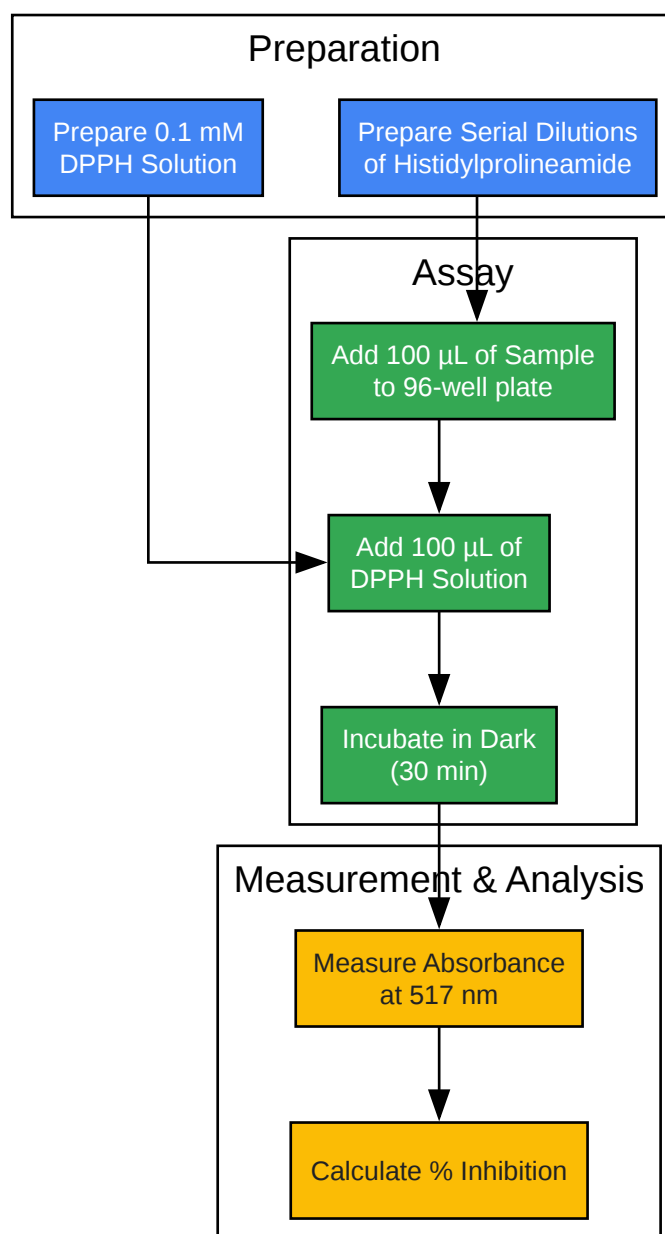 Preparation
Prepare 0.1 mM
DPPH Solution
Prepare Serial Dilutions
of Histidylprolineamide
Assay
Add 100 µL of Sample
to 96-well plate
Add 100 µL of
DPPH Solution
Incubate in Dark
(30 min)
Measurement & Analysis
Measure Absorbance
at 517 nm
Calculate % Inhibition